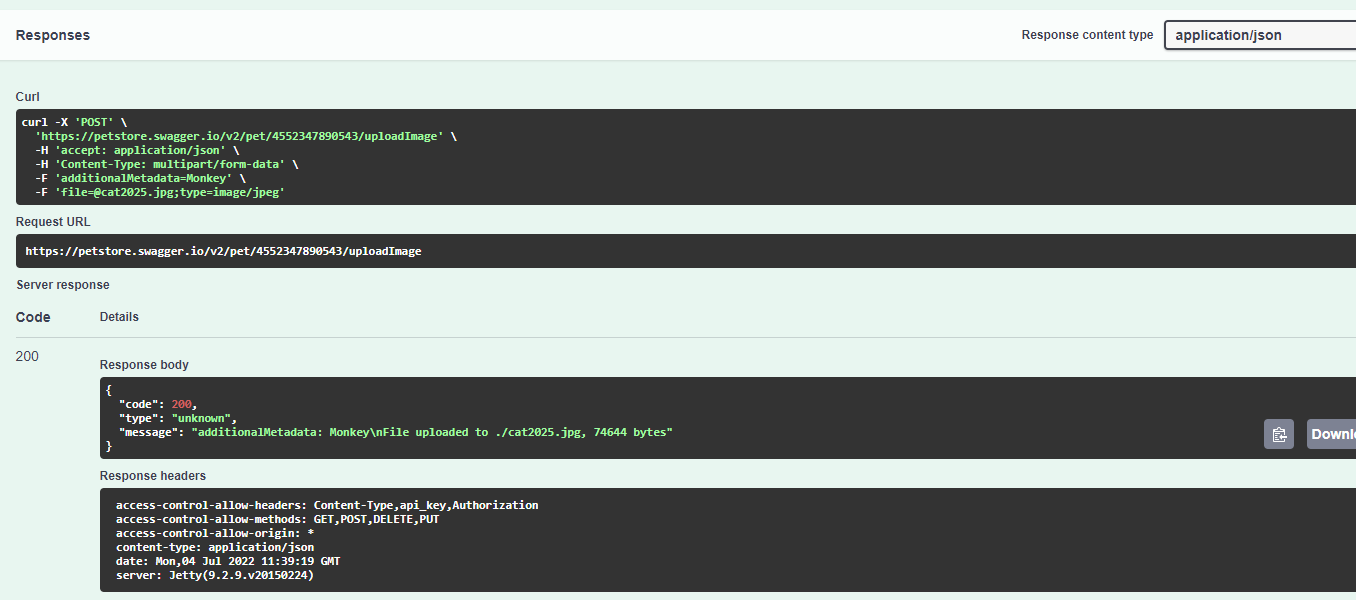 Responses
Response content type
application/json
Curl
curl -X 'POST' \
'https://petstore.swagger.io/v2/pet/4552347890543/uploadImage' \
-H 'accept: application/json' \
-H 'Content-Type: multipart/form-data' \
-F 'additionalMetadata=Monkey' \
-F 'file=@cat2025.jpg;type=image/jpeg'
Request URL
https://petstore.swagger.io/v2/pet/4552347890543/uploadImage
Server response
Code Details
200
Response body
{
"code": 200,
"type": "unknown",
"message": "additionalMetadata: Monkey\nFile uploaded to ./cat2025.jpg, 74644 bytes"
}
Response headers
access-control-allow-headers: Content-Type,api_key,Authorization
access-control-allow-methods: GET,POST,DELETE,PUT
access-control-allow-origin: *
content-type: application/json
date: Mon,04 Jul 2022 11:39:19 GMT
server: Jetty(9.2.9.v20150224)